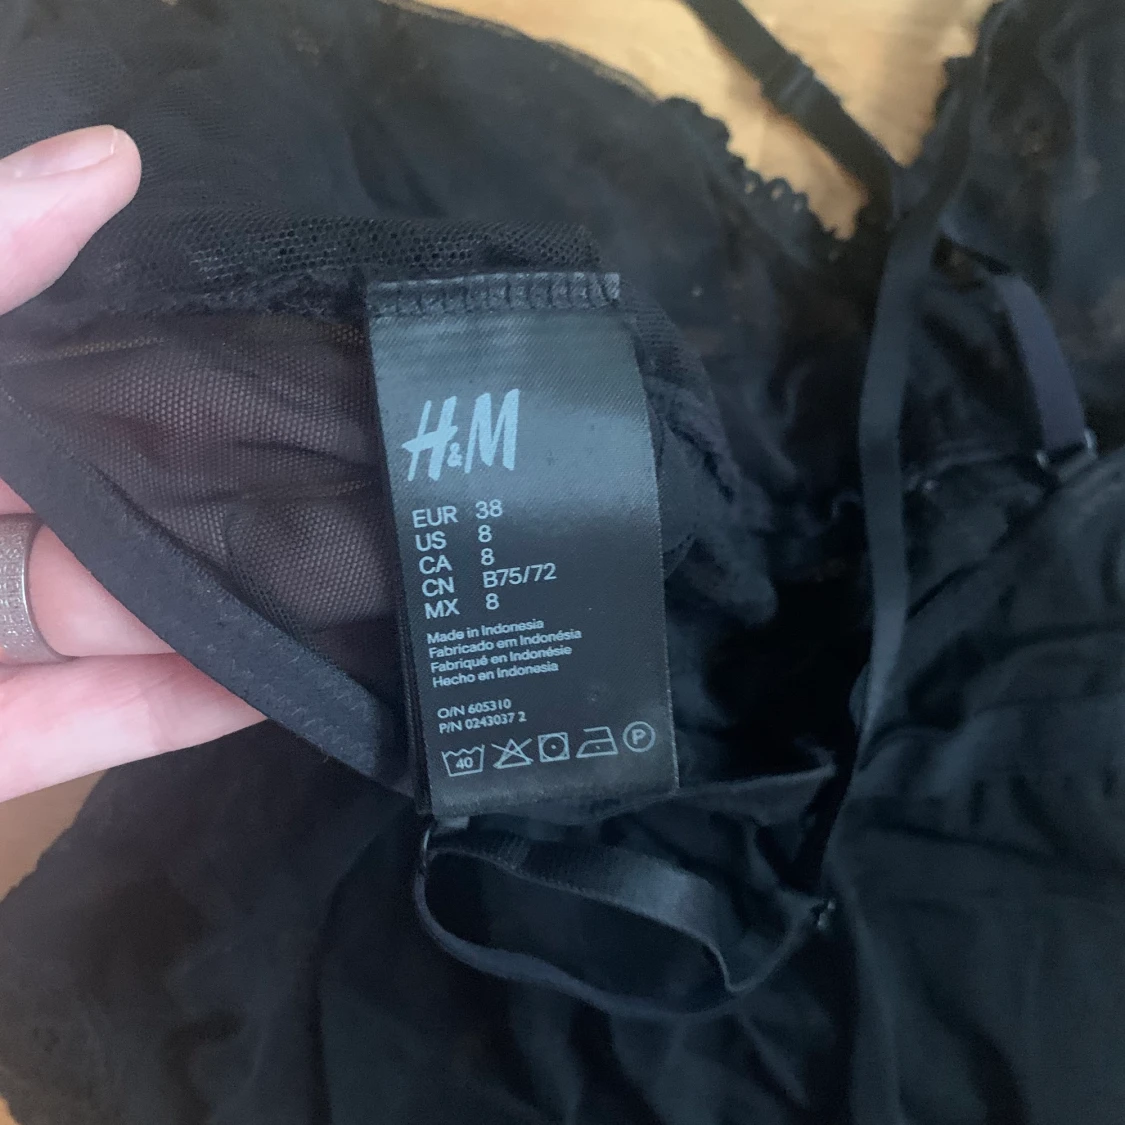 H&M
EUR 38
US 8
CA 8
CN B75/72
MX 8
Made in Indonesia
Fabricado em Indonésia
Fabriqué en Indonésie
Hecho en Indonesia
O/N 605310
P/N 0243037 2
40 P